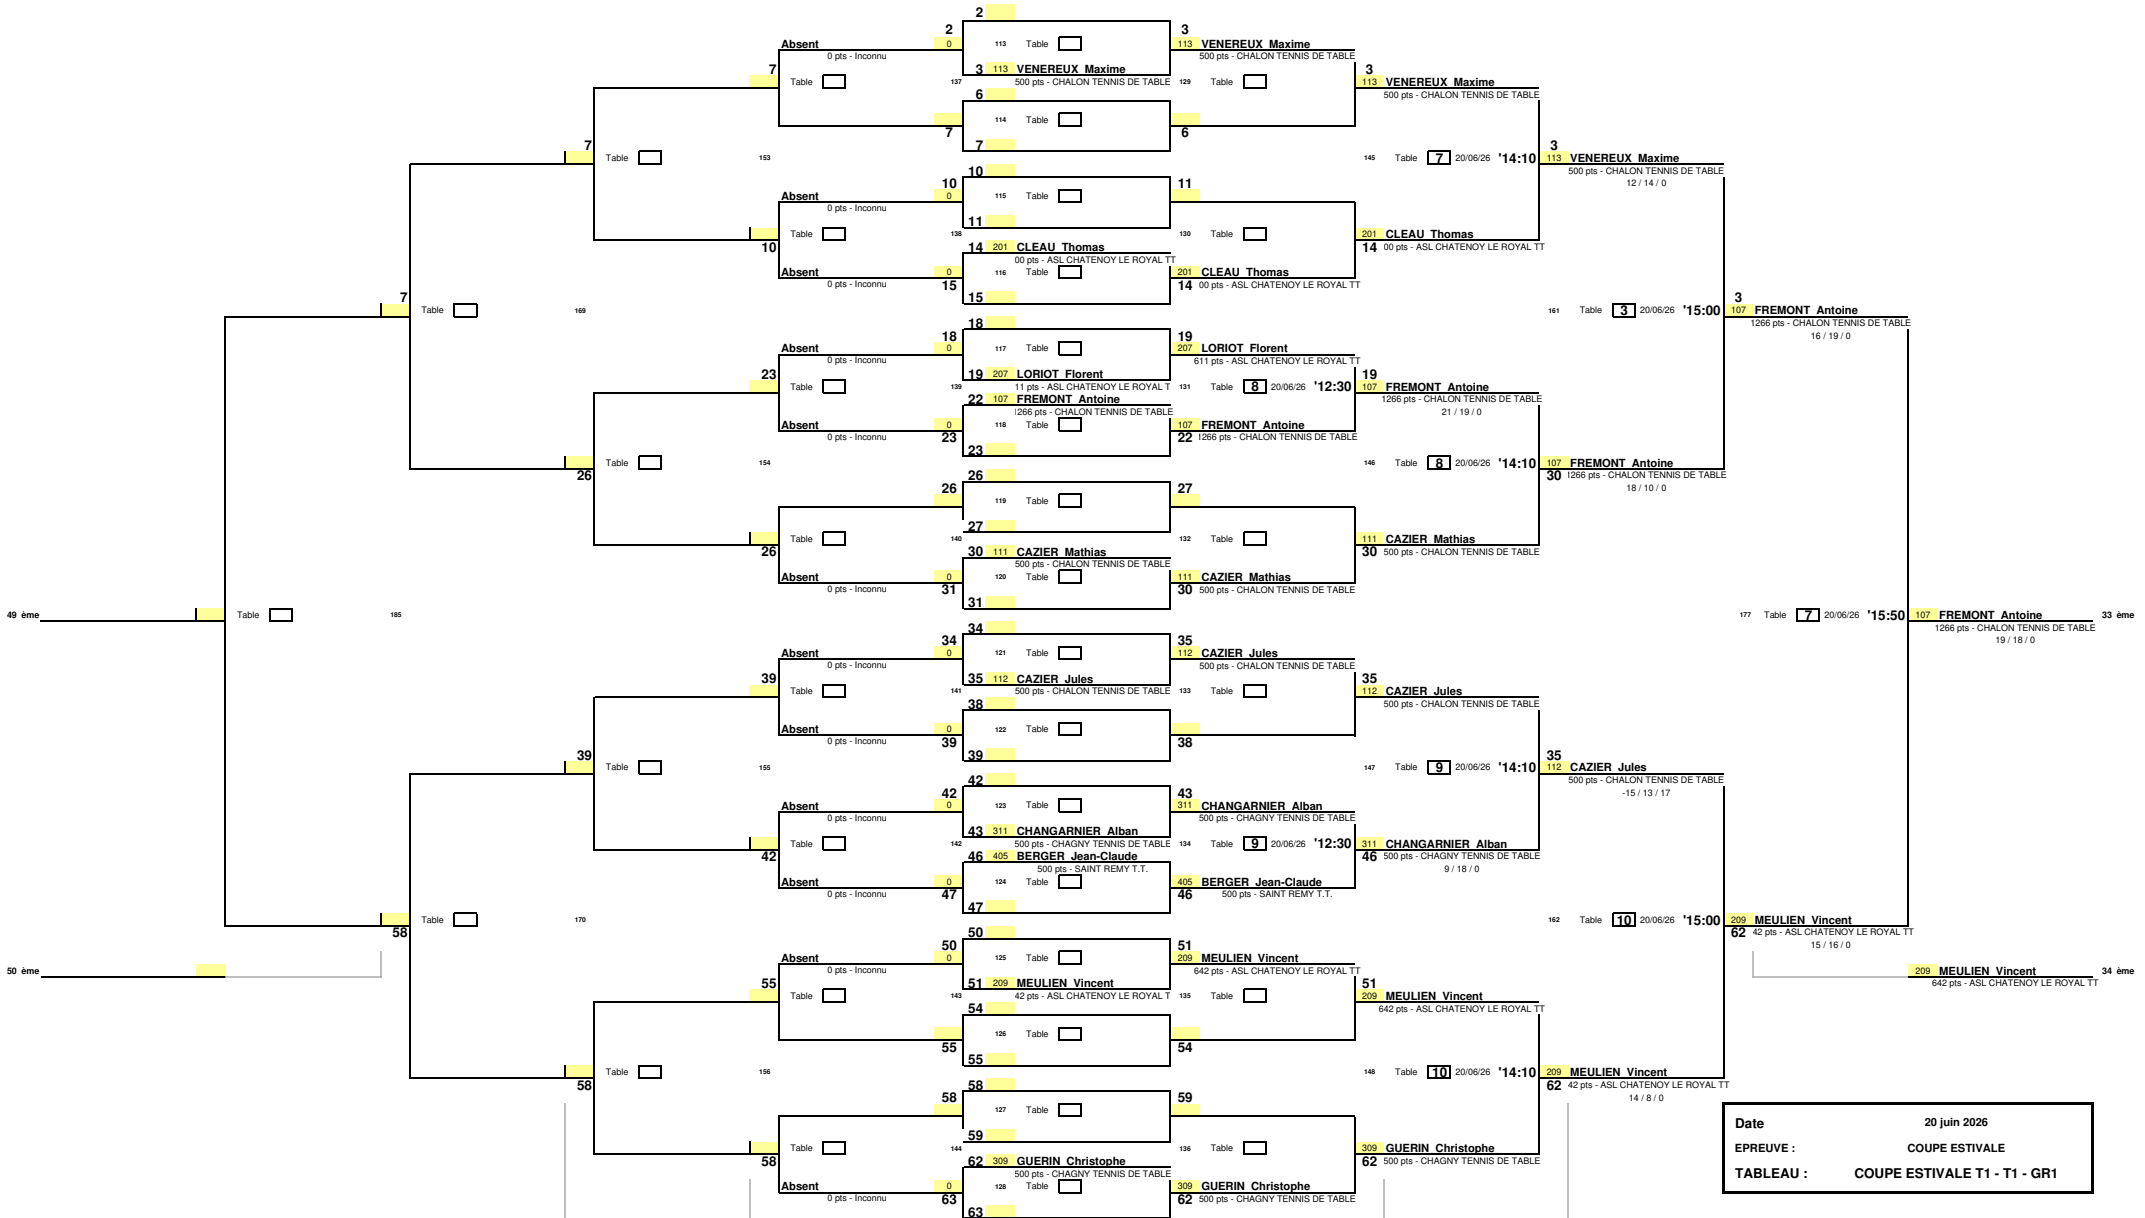 2
2 3
Absent 0 113 Table 113 VENEREUX Maxime
0 pts - Inconnu 500 pts - CHALON TENNIS DE TABLE
7 3 113 VENEREUX Maxime 3
Table 137 500 pts - CHALON TENNIS DE TABLE 129 Table 113 VENEREUX Maxime
6 500 pts - CHALON TENNIS DE TABLE
114 Table
7 6
7 7 3
Table 153 145 Table 7 20/06/26 '14:10 113 VENEREUX Maxime
10 500 pts - CHALON TENNIS DE TABLE
10 11 12 / 14 / 0
Absent 0 115 Table
0 pts - Inconnu
11
Table 138 130 Table 201 CLEAU Thomas
10 14 201 CLEAU Thomas 14 00 pts - ASL CHATENOY LE ROYAL TT
00 pts - ASL CHATENOY LE ROYAL TT
Absent 0 116 Table 201 CLEAU Thomas
0 pts - Inconnu 15 14 00 pts - ASL CHATENOY LE ROYAL TT
7 15 3
Table 169 161 Table 3 20/06/26 '15:00 107 FREMONT Antoine
18 1266 pts - CHALON TENNIS DE TABLE
18 19 16 / 19 / 0
Absent 0 117 Table 207 LORIOT Florent
0 pts - Inconnu 611 pts - ASL CHATENOY LE ROYAL TT
23 19 207 LORIOT Florent 19
Table 139 11 pts - ASL CHATENOY LE ROYAL T 131 Table 8 20/06/26 '12:30 107 FREMONT Antoine
22 107 FREMONT Antoine 1266 pts - CHALON TENNIS DE TABLE
1266 pts - CHALON TENNIS DE TABLE 21 / 19 / 0
Absent 0 118 Table 107 FREMONT Antoine
0 pts - Inconnu 23 22 1266 pts - CHALON TENNIS DE TABLE
23
Table 154 146 Table 8 20/06/26 '14:10 107 FREMONT Antoine
26 26 30 1266 pts - CHALON TENNIS DE TABLE
26 27 18 / 10 / 0
119 Table
27
Table 140 132 Table 111 CAZIER Mathias
26 30 111 CAZIER Mathias 30 500 pts - CHALON TENNIS DE TABLE
500 pts - CHALON TENNIS DE TABLE
Absent 0 120 Table 111 CAZIER Mathias
0 pts - Inconnu 31 30 500 pts - CHALON TENNIS DE TABLE
31
49 ème Table 185 177 Table 7 20/06/26 '15:50 107 FREMONT Antoine 33 ème
34 1266 pts - CHALON TENNIS DE TABLE
34 35 19 / 18 / 0
Absent 0 121 Table 112 CAZIER Jules
0 pts - Inconnu 500 pts - CHALON TENNIS DE TABLE
39 35 112 CAZIER Jules 35
Table 141 500 pts - CHALON TENNIS DE TABLE 133 Table 112 CAZIER Jules
38 500 pts - CHALON TENNIS DE TABLE
Absent 0 122 Table
0 pts - Inconnu 39 38
39 39 35
Table 155 147 Table 9 20/06/26 '14:10 112 CAZIER Jules
42 500 pts - CHALON TENNIS DE TABLE
42 43 -15 / 13 / 17
Absent 0 123 Table 311 CHANGARNIER Alban
0 pts - Inconnu 500 pts - CHAGNY TENNIS DE TABLE
43 311 CHANGARNIER Alban
Table 142 500 pts - CHAGNY TENNIS DE TABLE 134 Table 9 20/06/26 '12:30 311 CHANGARNIER Alban
42 46 405 BERGER Jean-Claude 46 500 pts - CHAGNY TENNIS DE TABLE
500 pts - SAINT REMY T.T. 9 / 18 / 0
Absent 0 124 Table 405 BERGER Jean-Claude
0 pts - Inconnu 47 46 500 pts - SAINT REMY T.T.
47
Table 170 162 Table 10 20/06/26 '15:00 209 MEULIEN Vincent
58 50 62 42 pts - ASL CHATENOY LE ROYAL TT
50 51 15 / 16 / 0
Absent 0 125 Table 209 MEULIEN Vincent
50 ème 0 pts - Inconnu 642 pts - ASL CHATENOY LE ROYAL TT 209 MEULIEN Vincent 34 ème
55 51 209 MEULIEN Vincent 51 642 pts - ASL CHATENOY LE ROYAL TT
Table 143 42 pts - ASL CHATENOY LE ROYAL T 135 Table 209 MEULIEN Vincent
54 642 pts - ASL CHATENOY LE ROYAL TT
126 Table
55 54
55
Table 156 148 Table 10 20/06/26 '14:10 209 MEULIEN Vincent
58 58 62 42 pts - ASL CHATENOY LE ROYAL TT
58 59 14 / 8 / 0
127 Table
Date 20 juin 2026
59
Table 144 136 Table 309 GUERIN Christophe
EPREUVE : COUPE ESTIVALE
58 62 309 GUERIN Christophe 62 500 pts - CHAGNY TENNIS DE TABLE
500 pts - CHAGNY TENNIS DE TABLE
TABLEAU : COUPE ESTIVALE T1 - T1 - GR1
Absent 0 128 Table 309 GUERIN Christophe
0 pts - Inconnu 63 62 500 pts - CHAGNY TENNIS DE TABLE
63